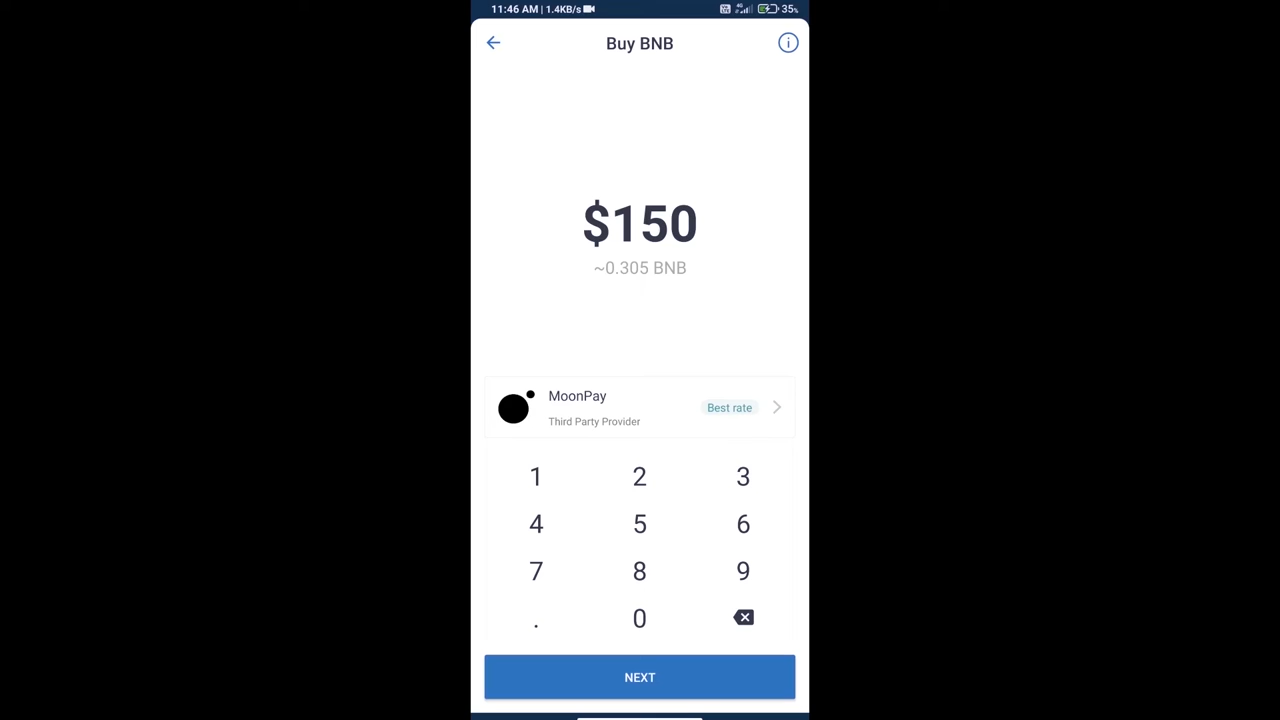 11:46 AM | 1.4KB/s 4G 35%
Buy BNB
$150
~0.305 BNB
MoonPay
Third Party Provider
Best rate
1 2 3
4 5 6
7 8 9
. 0
NEXT